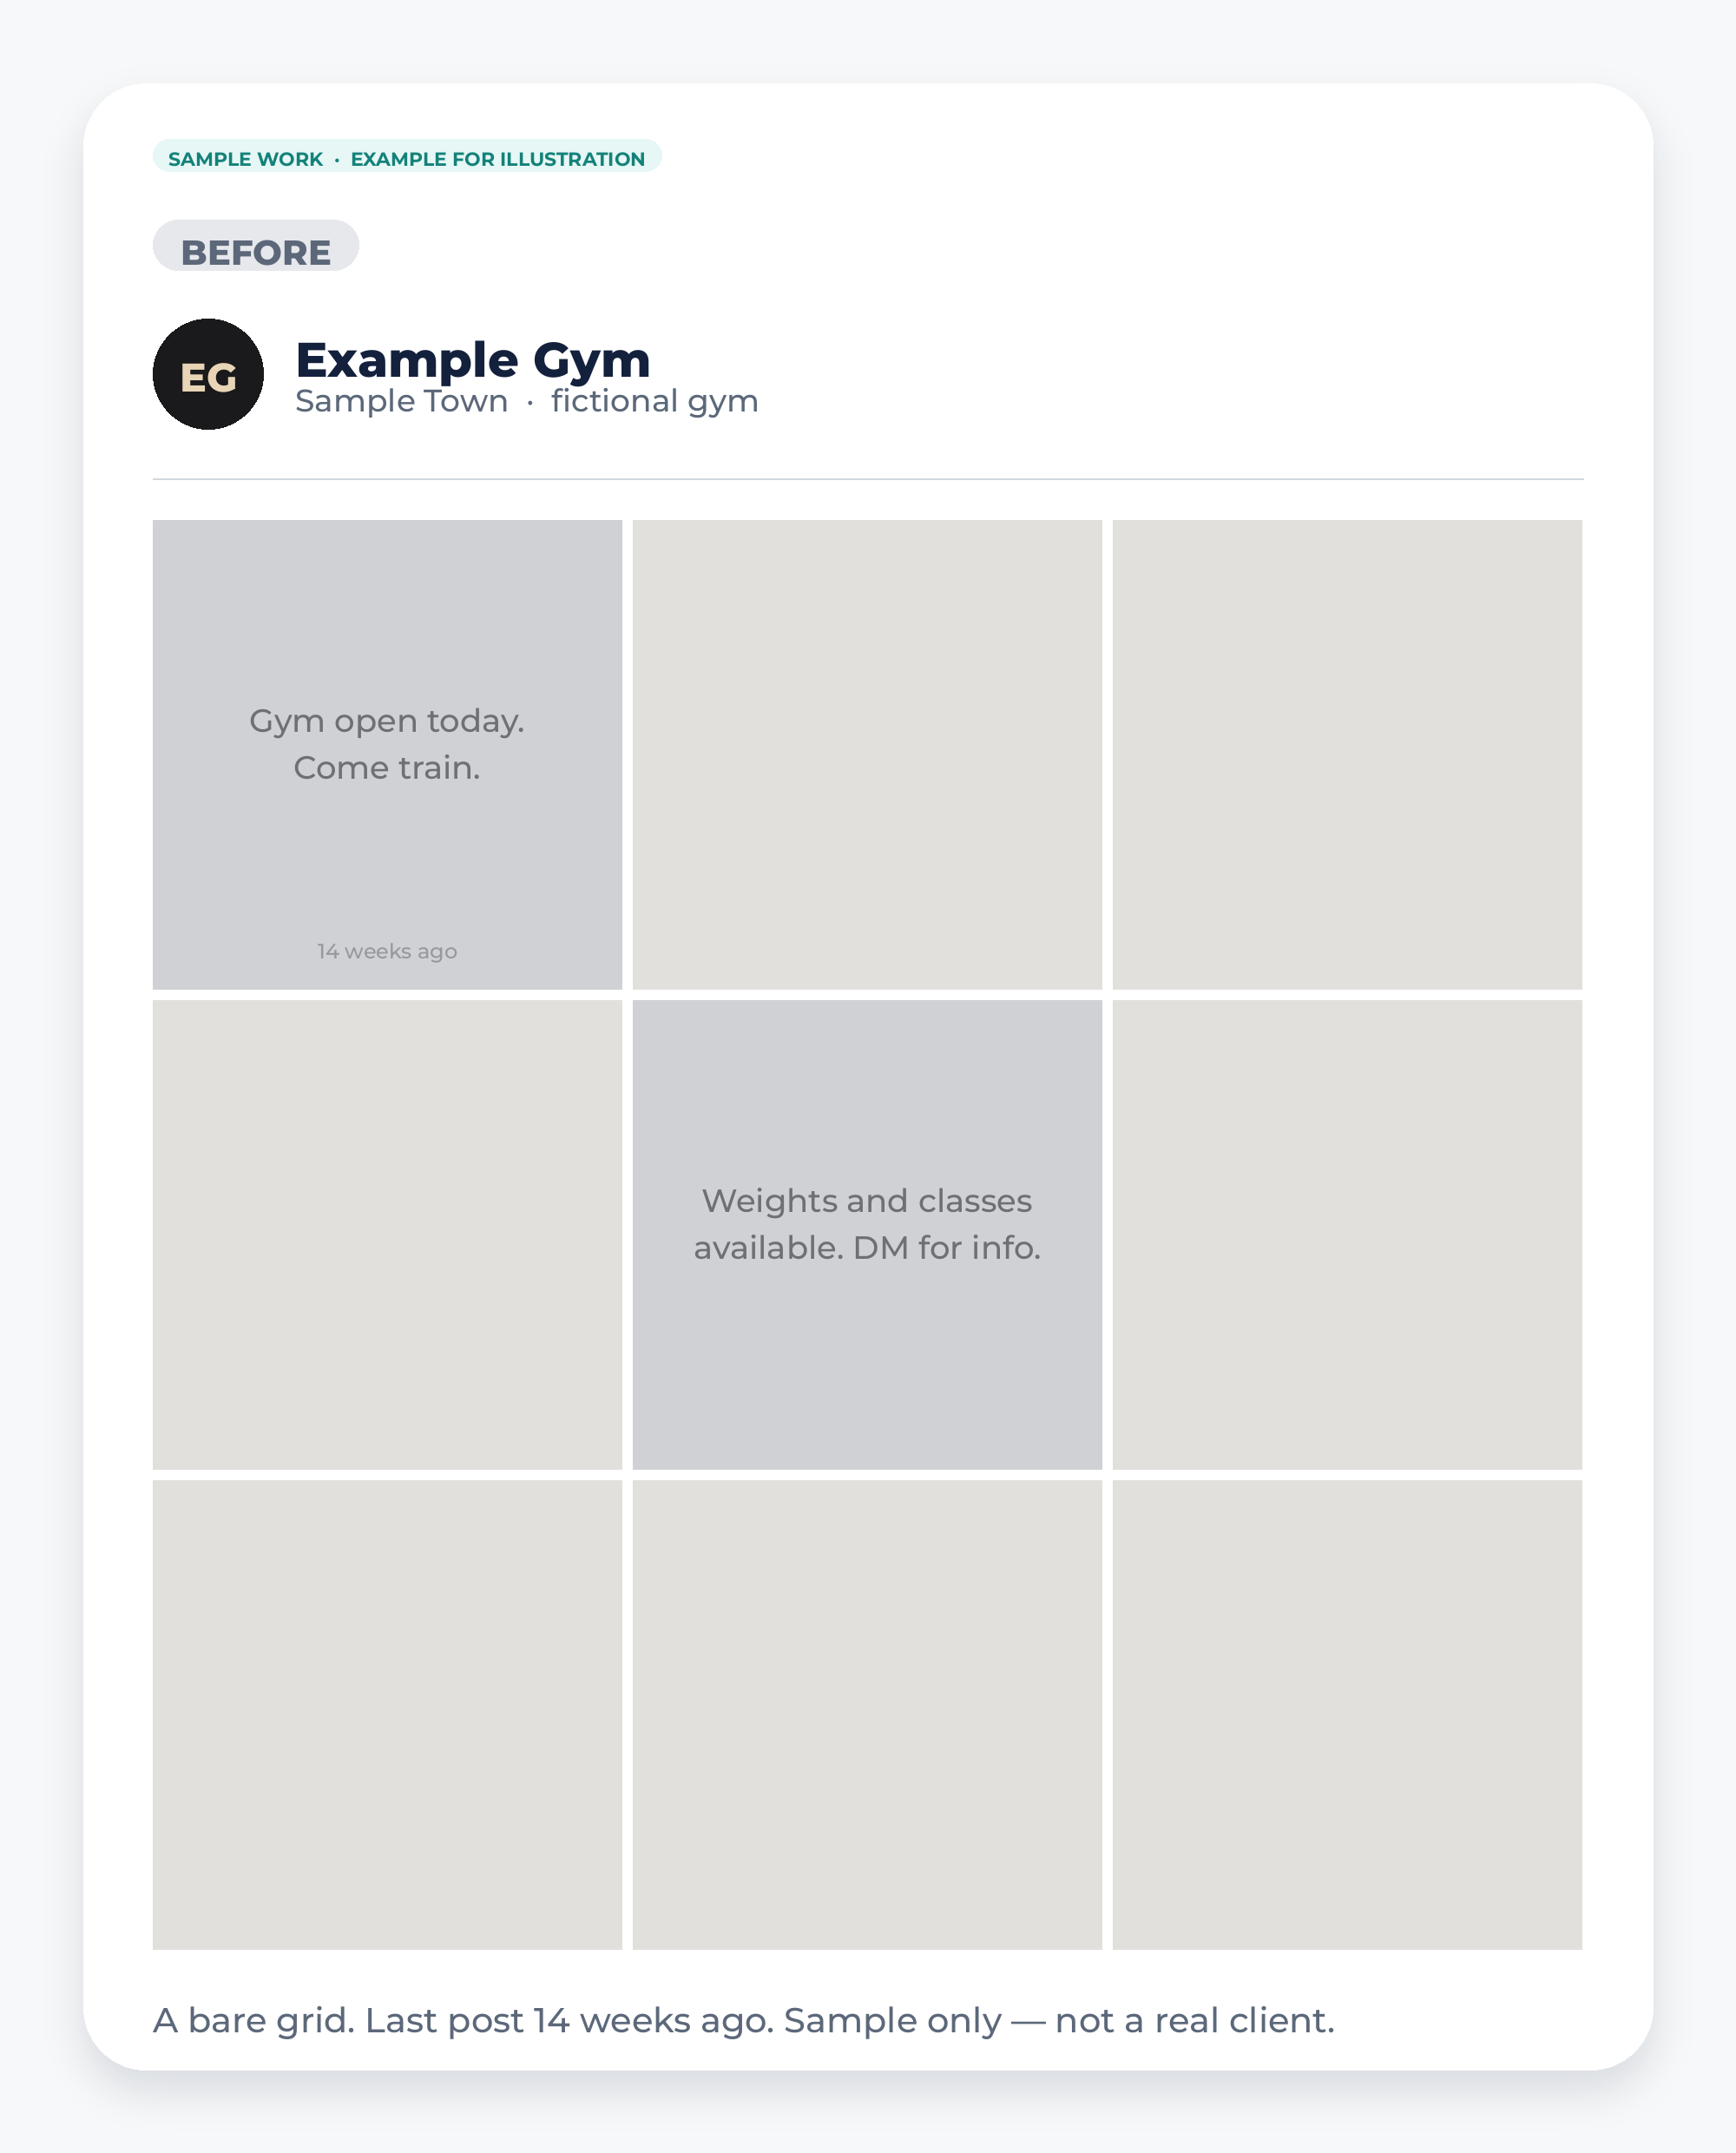 SAMPLE WORK · EXAMPLE FOR ILLUSTRATION
BEFORE
EG
Example Gym
Sample Town · fictional gym
Gym open today.
Come train.
14 weeks ago
Weights and classes
available. DM for info.
A bare grid. Last post 14 weeks ago. Sample only — not a real client.